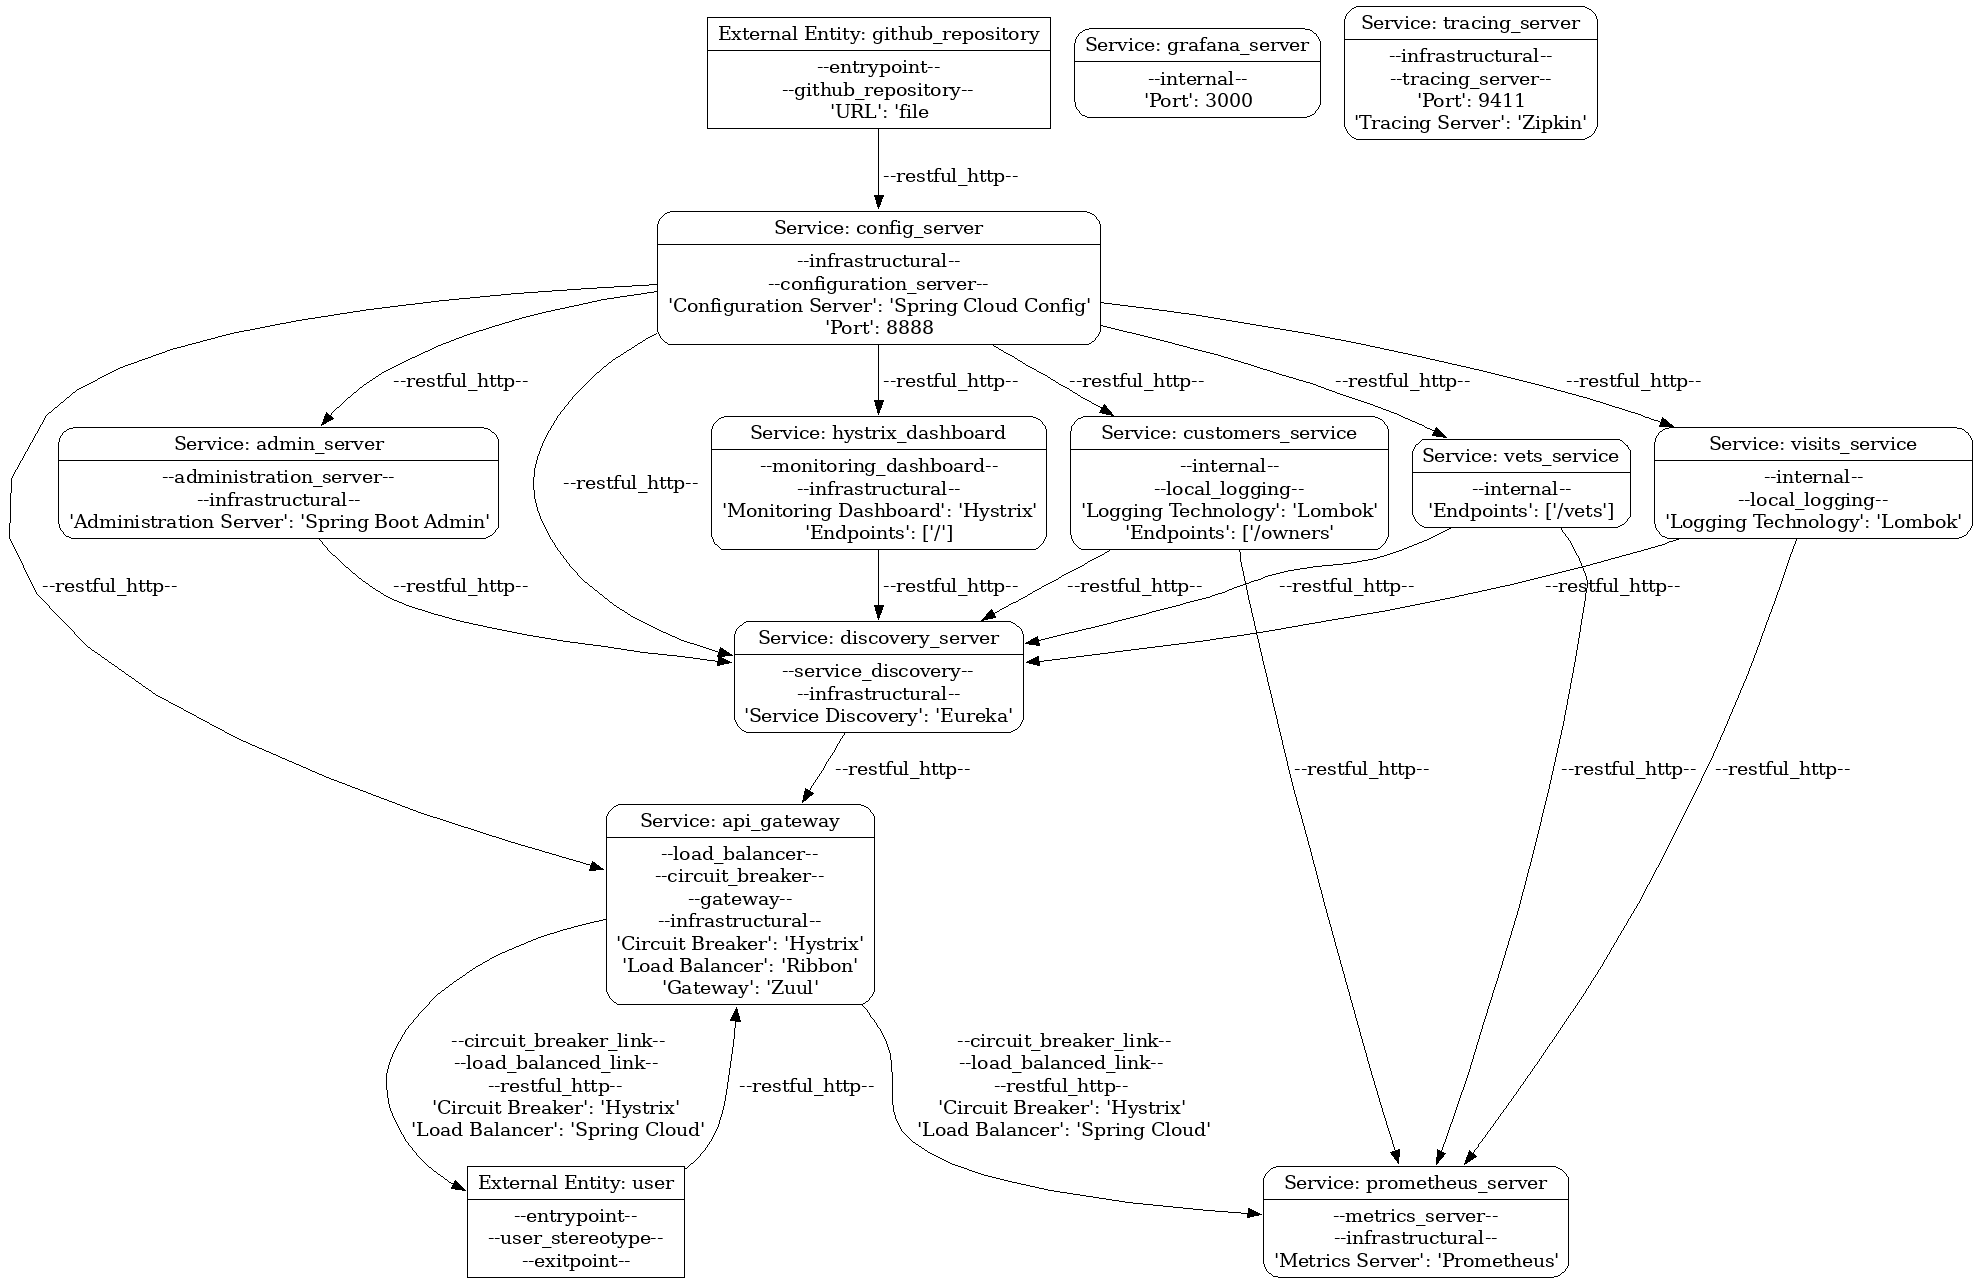 External Entity: github_repository
--entrypoint--
--github_repository--
'URL': 'file
Service: grafana_server
--internal--
'Port': 3000
Service: tracing_server
--infrastructural--
--tracing_server--
'Port': 9411
'Tracing Server': 'Zipkin'
--restful_http--
Service: config_server
--infrastructural--
--configuration_server--
'Configuration Server': 'Spring Cloud Config'
'Port': 8888
--restful_http--
--restful_http--
--restful_http--
--restful_http--
--restful_http--
Service: admin_server
--administration_server--
--infrastructural--
'Administration Server': 'Spring Boot Admin'
--restful_http--
Service: hystrix_dashboard
--monitoring_dashboard--
--infrastructural--
'Monitoring Dashboard': 'Hystrix'
'Endpoints': ['/']
Service: customers_service
--internal--
--local_logging--
'Logging Technology': 'Lombok'
'Endpoints': ['/owners'
Service: vets_service
--internal--
'Endpoints': ['/vets']
Service: visits_service
--internal--
--local_logging--
'Logging Technology': 'Lombok'
--restful_http--
--restful_http--
--restful_http--
--restful_http--
--restful_http--
--restful_http--
Service: discovery_server
--service_discovery--
--infrastructural--
'Service Discovery': 'Eureka'
--restful_http--
--restful_http--
--restful_http--
--restful_http--
Service: api_gateway
--load_balancer--
--circuit_breaker--
--gateway--
--infrastructural--
'Circuit Breaker': 'Hystrix'
'Load Balancer': 'Ribbon'
'Gateway': 'Zuul'
--circuit_breaker_link--
--load_balanced_link--
--restful_http--
'Circuit Breaker': 'Hystrix'
'Load Balancer': 'Spring Cloud'
--restful_http--
--circuit_breaker_link--
--load_balanced_link--
--restful_http--
'Circuit Breaker': 'Hystrix'
'Load Balancer': 'Spring Cloud'
External Entity: user
--entrypoint--
--user_stereotype--
--exitpoint--
Service: prometheus_server
--metrics_server--
--infrastructural--
'Metrics Server': 'Prometheus'